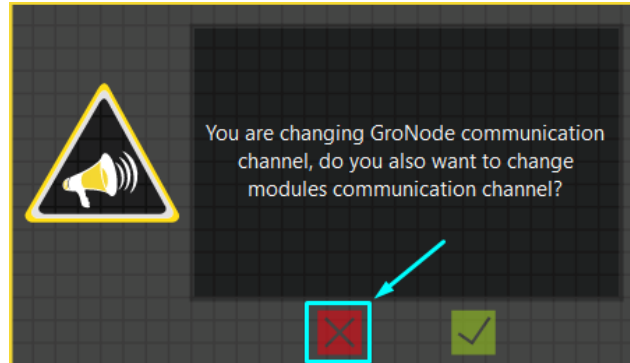 You are changing GroNode communication
channel, do you also want to change
modules communication channel?